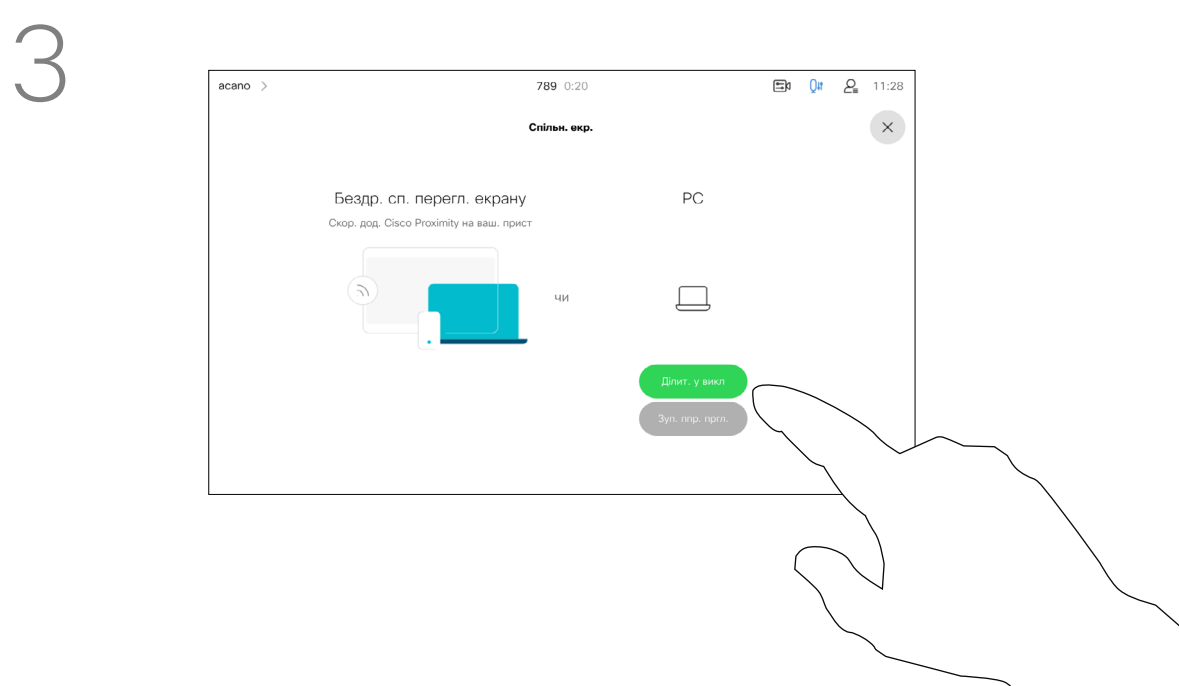 3
acano >
789 0:20
11:28
Спільн. екр.
Бездр. сп. перегл. екрану
Скор. дод. Cisco Proximity на ваш. прист
чи
PC
Ділит. у викл
Зуп. ппр. пргл.